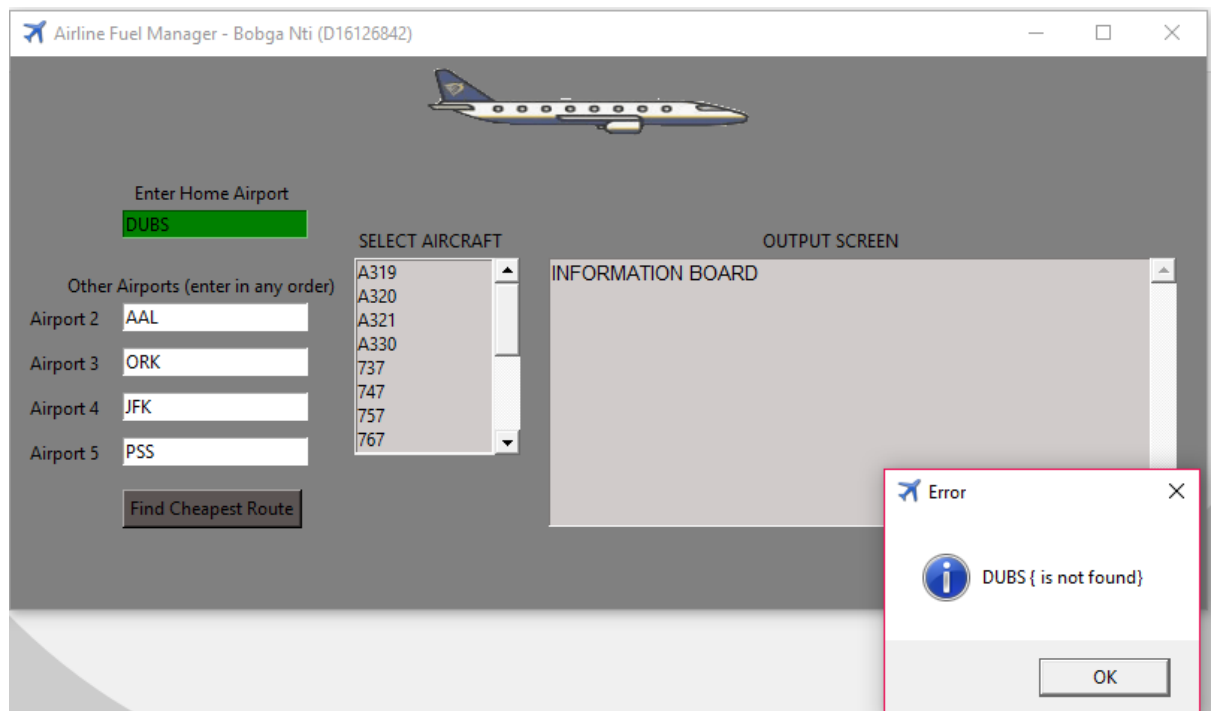 Airline Fuel Manager - Bobga Nti (D16126842)
Enter Home Airport
DUBS
Other Airports (enter in any order)
Airport 2 AAL
Airport 3 ORK
Airport 4 JFK
Airport 5 PSS
Find Cheapest Route
SELECT AIRCRAFT
A319
A320
A321
A330
737
747
757
767
OUTPUT SCREEN
INFORMATION BOARD
Error
DUBS { is not found}
OK